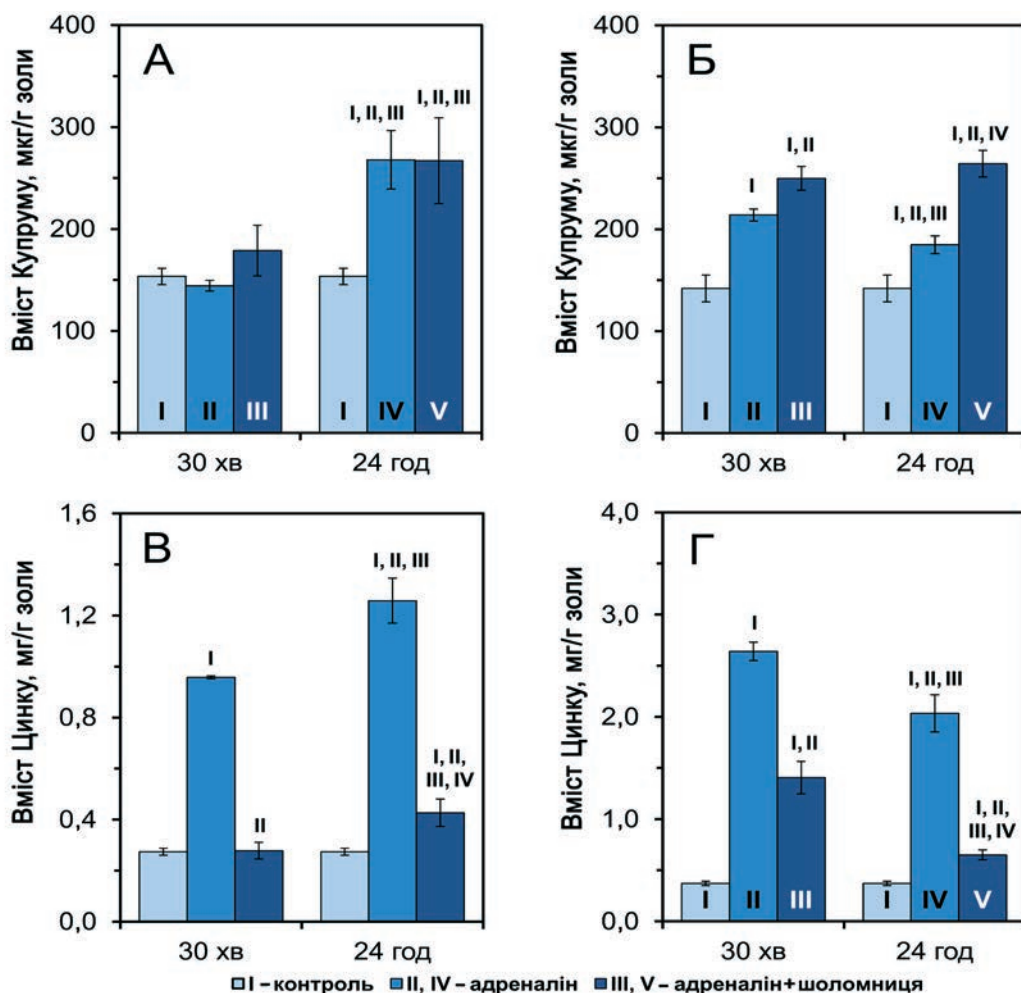 А
Вміст Купруму, мкг/г золи
400
300
200
100
0
I, II, III
I, II, III
I
II
III
I
IV
V
30 хв
24 год
Б
Вміст Купруму, мкг/г золи
400
300
200
100
0
I
I, II
I, II, III
I, II, IV
I
II
III
I
IV
V
30 хв
24 год
В
Вміст Цинку, мг/г золи
1,6
1,2
0,8
0,4
0,0
I
II
I, II, III
I, II,
III, IV
30 хв
24 год
Г
Вміст Цинку, мг/г золи
4,0
3,0
2,0
1,0
0,0
I
I, II
I, II, III
I, II,
III, IV
I
II
III
I
IV
V
30 хв
24 год
I – контроль II, IV – адреналін III, V – адреналін+шоломниця